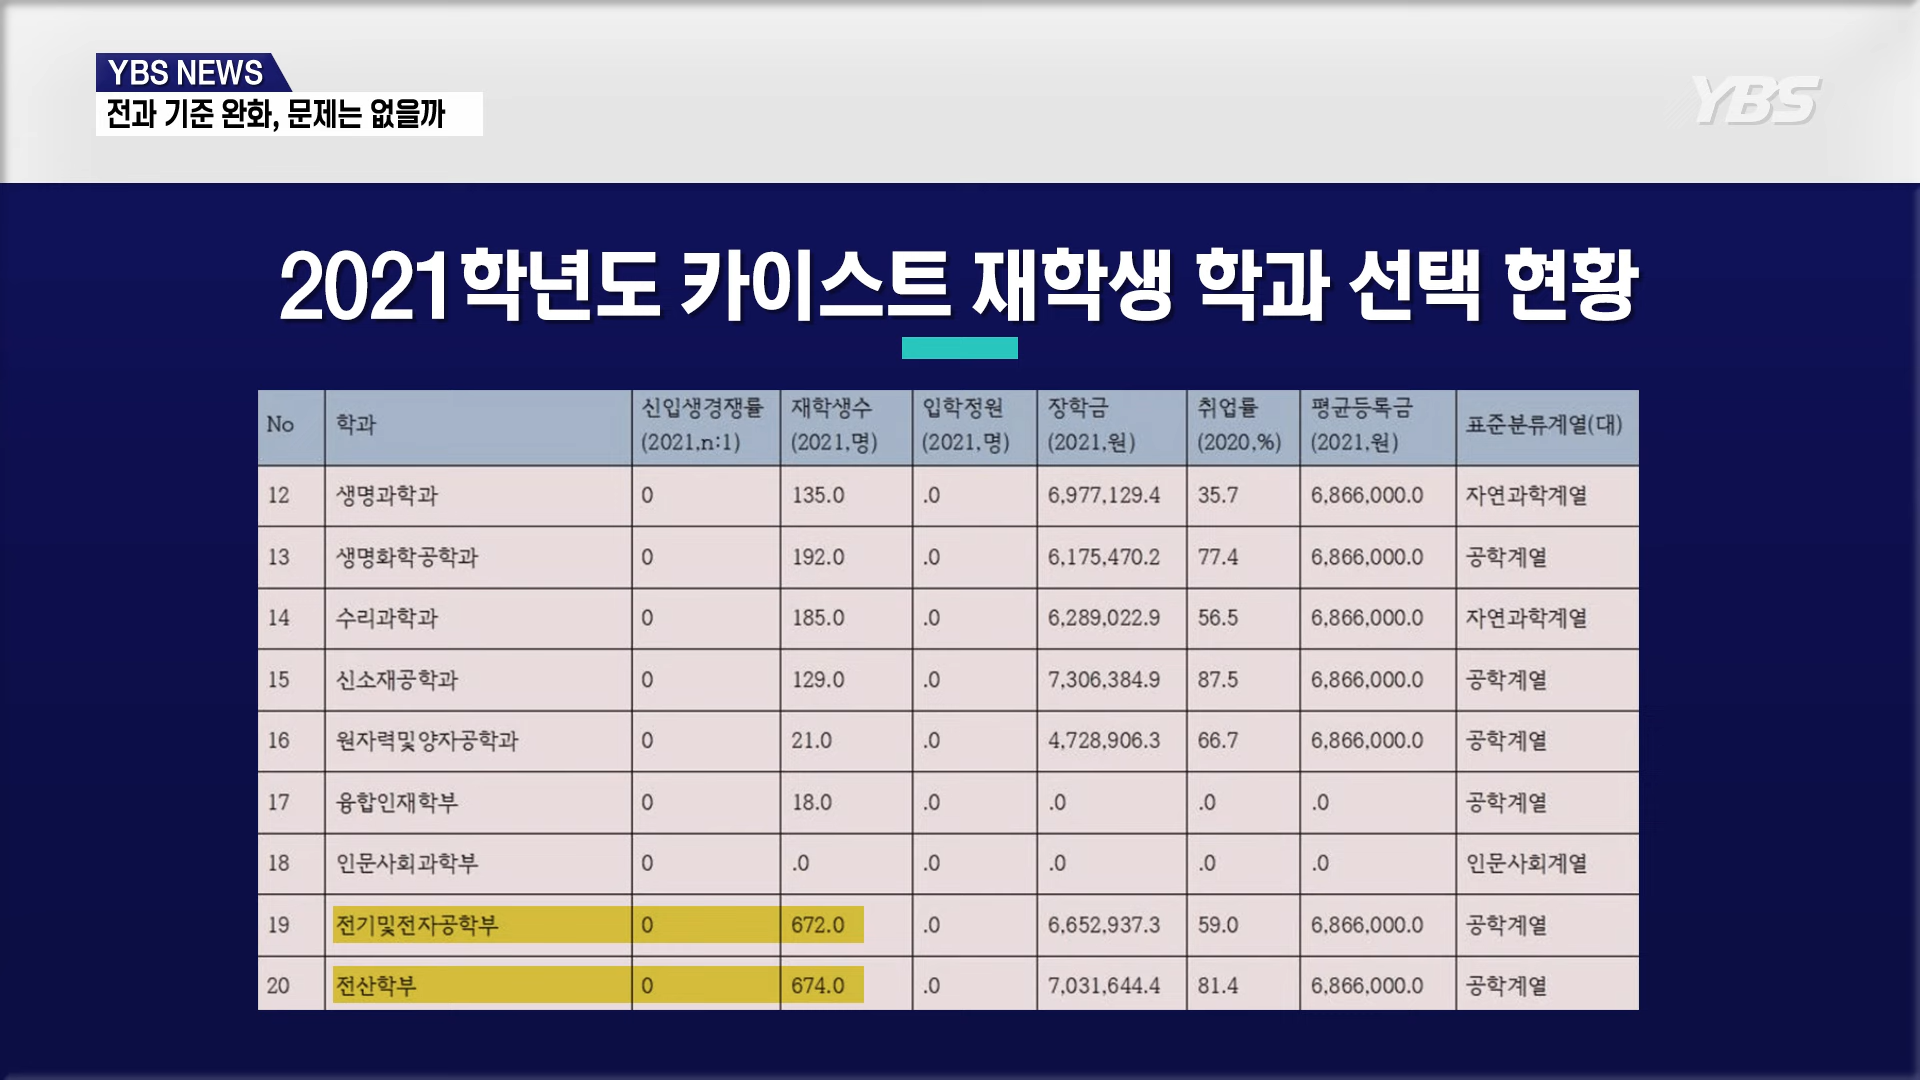 YBS NEWS
전과 기준 완화, 문제는 없을까
YBS
2021학년도 카이스트 재학생 학과 선택 현황
No 학과 신입생경쟁률 (2021,n:1) 재학생수 (2021,명) 입학정원 (2021,명) 장학금 (2021,원) 취업률 (2020,%) 평균등록금 (2021,원) 표준분류계열(대)
12 생명과학과 0 135.0 .0 6,977,129.4 35.7 6,866,000.0 자연과학계열
13 생명화학공학과 0 192.0 .0 6,175,470.2 77.4 6,866,000.0 공학계열
14 수리과학과 0 185.0 .0 6,289,022.9 56.5 6,866,000.0 자연과학계열
15 신소재공학과 0 129.0 .0 7,306,384.9 87.5 6,866,000.0 공학계열
16 원자력및양자공학과 0 21.0 .0 4,728,906.3 66.7 6,866,000.0 공학계열
17 융합인재학부 0 18.0 .0 .0 .0 .0 공학계열
18 인문사회과학부 0 .0 .0 .0 .0 .0 인문사회계열
19 전기및전자공학부 0 672.0 .0 6,652,937.3 59.0 6,866,000.0 공학계열
20 전산학부 0 674.0 .0 7,031,644.4 81.4 6,866,000.0 공학계열